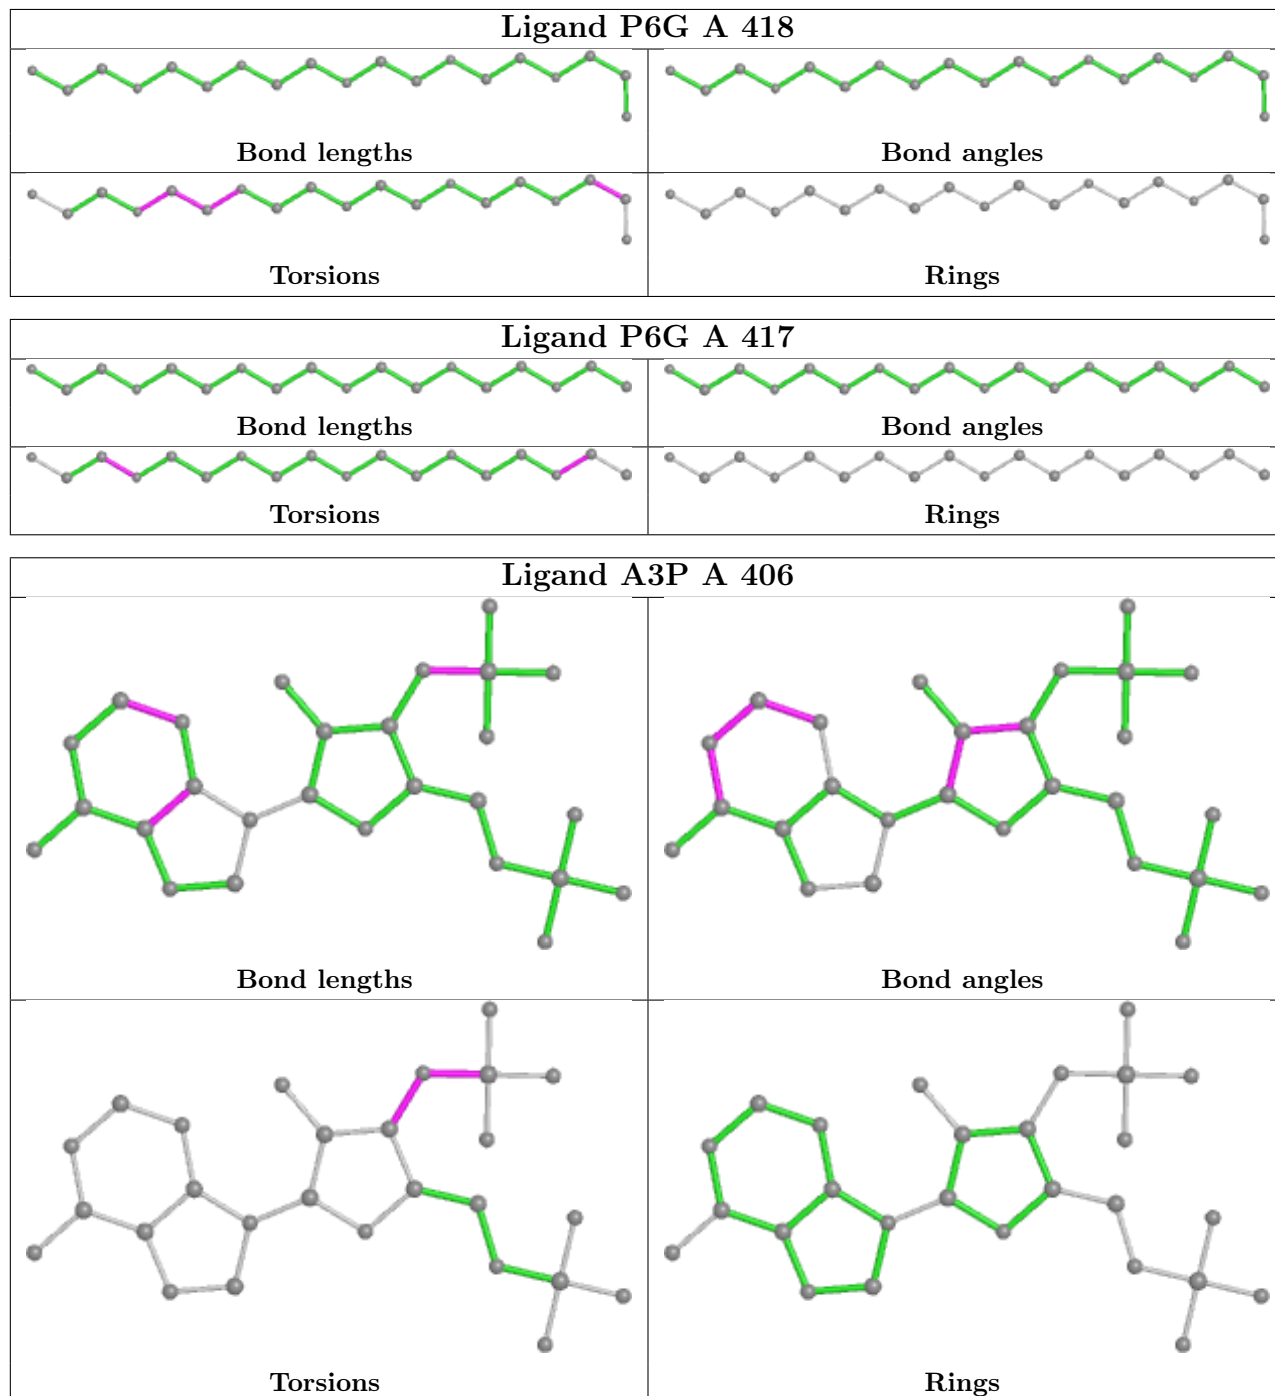 Ligand P6G A 418
Bond lengths
Bond angles
Torsions
Rings
Ligand P6G A 417
Bond lengths
Bond angles
Torsions
Rings
Ligand A3P A 406
Bond lengths
Bond angles
Torsions
Rings